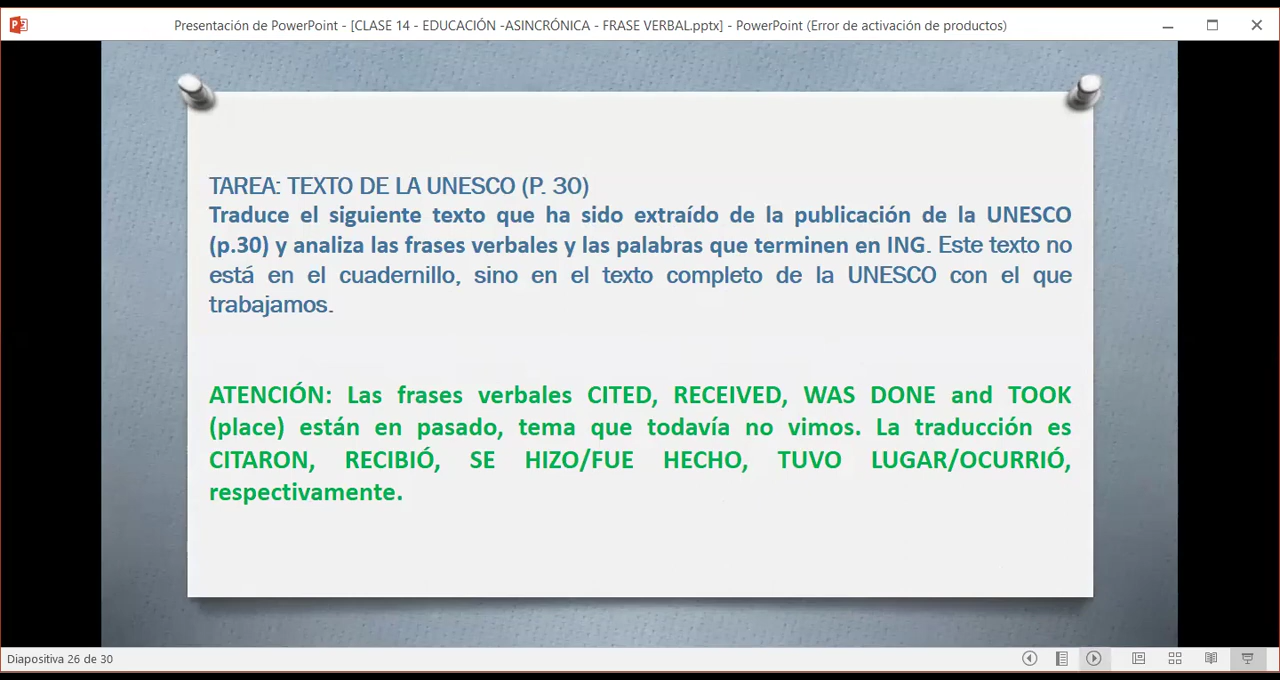 Presentación de PowerPoint - [CLASE 14 - EDUCACIÓN -ASINCRÓNICA - FRASE VERBAL.pptx] - PowerPoint (Error de activación de productos)
TAREA: TEXTO DE LA UNESCO (P. 30)
Traduce el siguiente texto que ha sido extraído de la publicación de la UNESCO
(p.30) y analiza las frases verbales y las palabras que terminen en ING. Este texto no
está en el cuadernillo, sino en el texto completo de la UNESCO con el que
trabajamos.
ATENCIÓN: Las frases verbales CITED, RECEIVED, WAS DONE and TOOK
(place) están en pasado, tema que todavía no vimos. La traducción es
CITARON, RECIBIÓ, SE HIZO/FUE HECHO, TUVO LUGAR/OCURRIÓ,
respectivamente.
Diapositiva 26 de 30